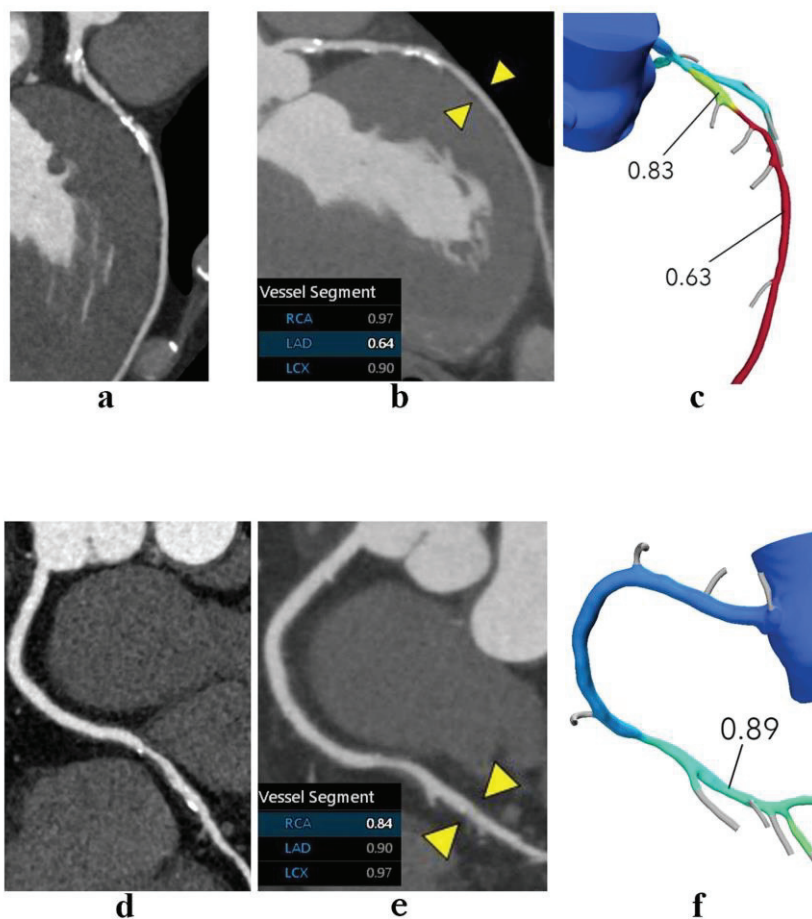 0.83
0.63
Vessel Segment
RCA 0.97
LAD 0.64
LCX 0.90
a
b
c
0.89
Vessel Segment
RCA 0.84
LAD 0.90
LCX 0.97
d
e
f